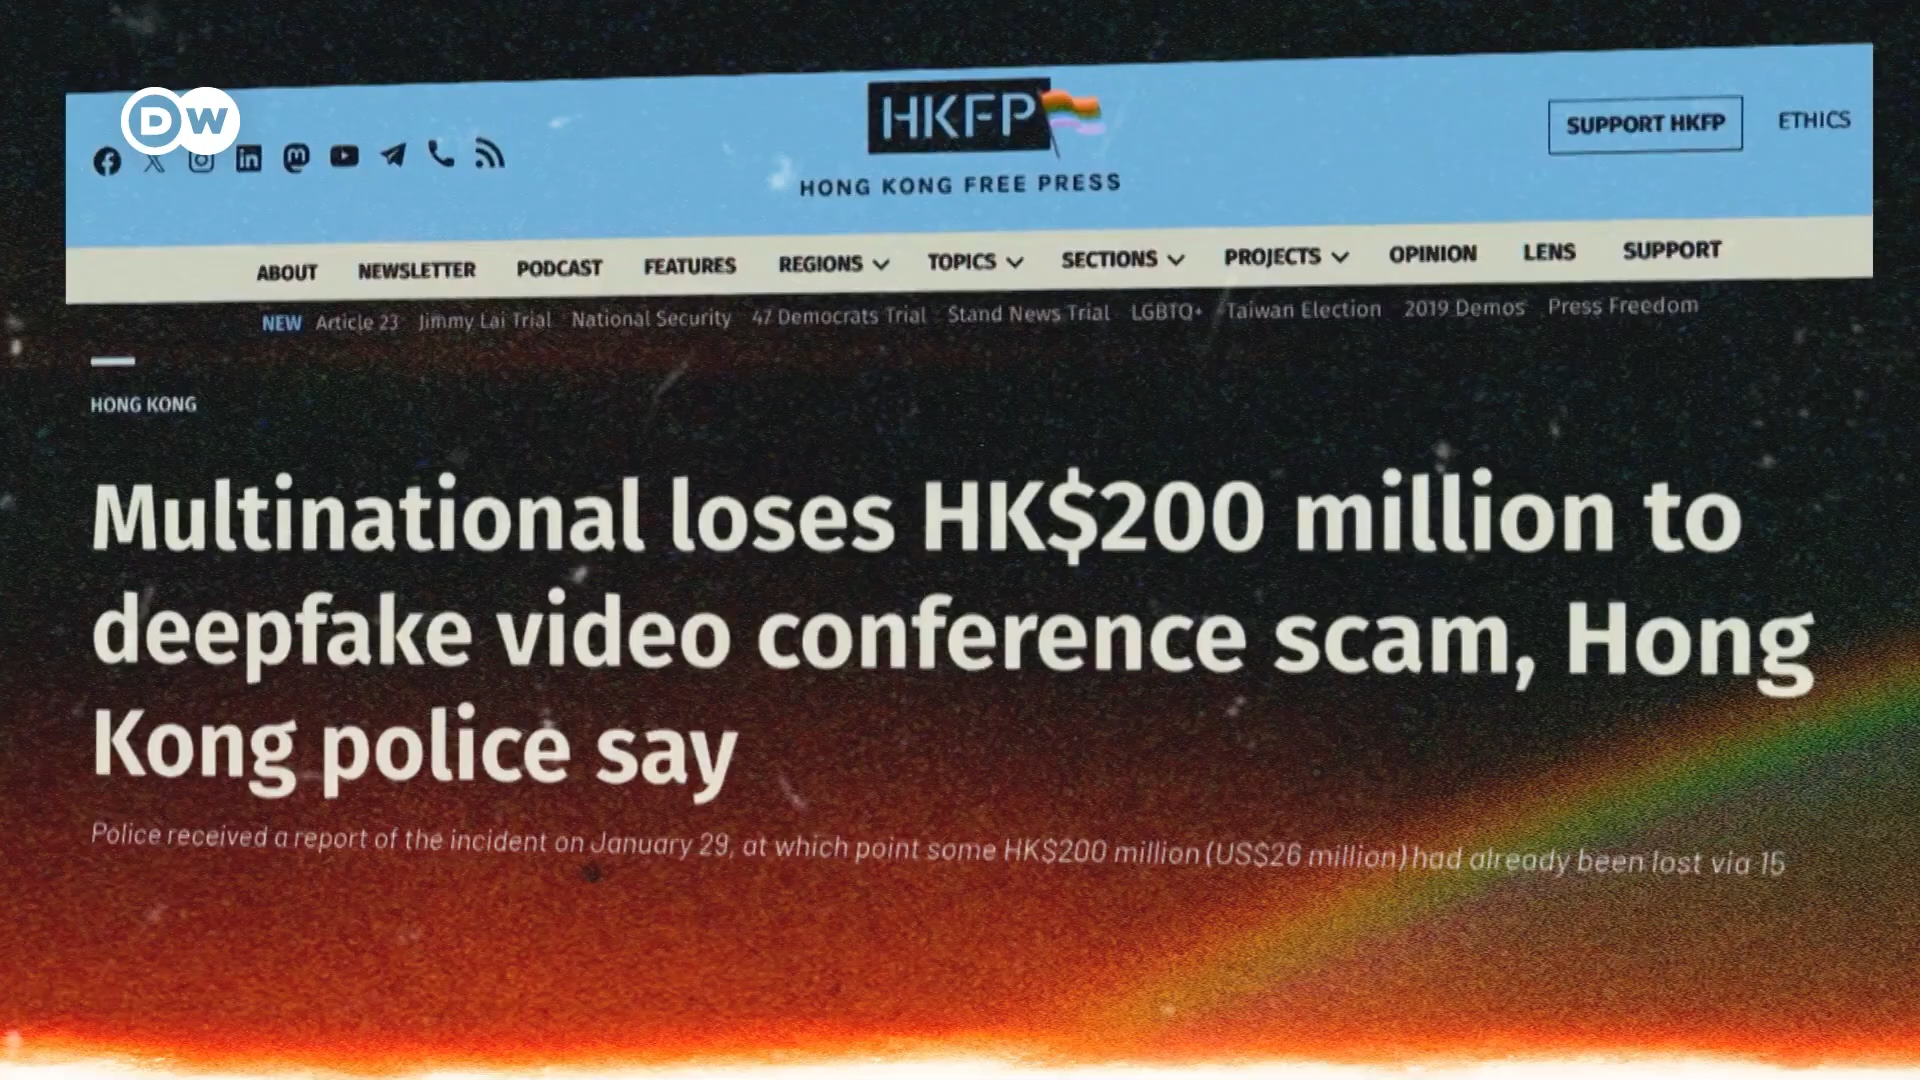 DW
HKFP
HONG KONG FREE PRESS
SUPPORT HKFP
ETHICS
ABOUT NEWSLETTER PODCAST FEATURES REGIONS TOPICS SECTIONS PROJECTS OPINION LENS SUPPORT
NEW Article 23 Jimmy Lai Trial National Security 47 Democrats Trial Stand News Trial LGBTQ+ Taiwan Election 2019 Demos Press Freedom
HONG KONG
Multinational loses HK$200 million to
deepfake video conference scam, Hong
Kong police say
Police received a report of the incident on January 29, at which point some HK$200 million (US$26 million) had already been lost via 15